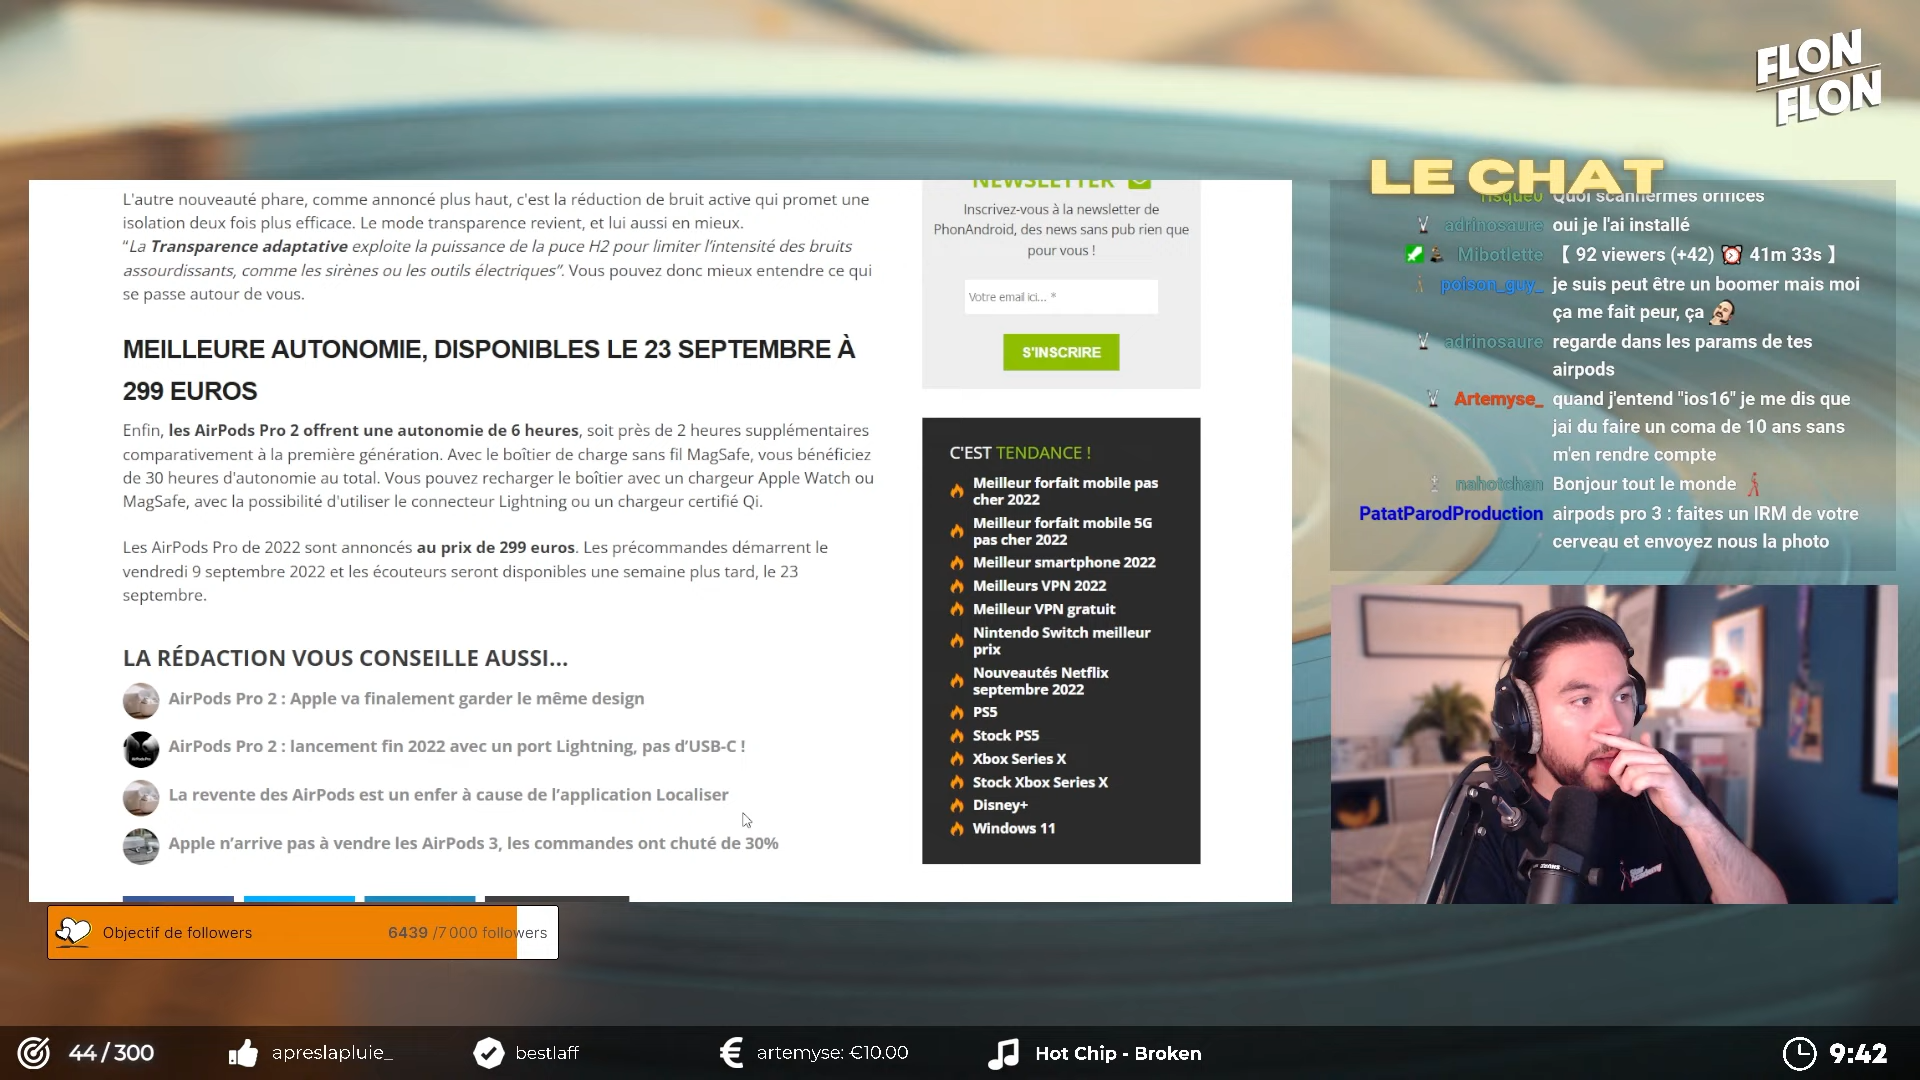 FLON
FLON
L'autre nouveauté phare, comme annoncé plus haut, c'est la réduction de bruit active qui promet une
isolation deux fois plus efficace. Le mode transparence revient, et lui aussi en mieux.
“La Transparence adaptative exploite la puissance de la puce H2 pour limiter l’intensité des bruits
assourdissants, comme les sirènes ou les outils électriques”. Vous pouvez donc mieux entendre ce qui
se passe autour de vous.
MEILLEURE AUTONOMIE, DISPONIBLES LE 23 SEPTEMBRE À
299 EUROS
Enfin, les AirPods Pro 2 offrent une autonomie de 6 heures, soit près de 2 heures supplémentaires
comparativement à la première génération. Avec le boîtier de charge sans fil MagSafe, vous bénéficiez
de 30 heures d'autonomie au total. Vous pouvez recharger le boîtier avec un chargeur Apple Watch ou
MagSafe, avec la possibilité d'utiliser le connecteur Lightning ou un chargeur certifié Qi.
Les AirPods Pro de 2022 sont annoncés au prix de 299 euros. Les précommandes démarrent le
vendredi 9 septembre 2022 et les écouteurs seront disponibles une semaine plus tard, le 23
septembre.
LA RÉDACTION VOUS CONSEILLE AUSSI...
AirPods Pro 2 : Apple va finalement garder le même design
AirPods Pro 2 : lancement fin 2022 avec un port Lightning, pas d’USB-C !
La revente des AirPods est un enfer à cause de l’application Localiser
Apple n’arrive pas à vendre les AirPods 3, les commandes ont chuté de 30%
NEWSLETTER
Inscrivez-vous à la newsletter de
PhonAndroid, des news sans pub rien que
pour vous !
Votre email ici... *
S'INSCRIRE
C'EST TENDANCE !
Meilleur forfait mobile pas
cher 2022
Meilleur forfait mobile 5G
pas cher 2022
Meilleur smartphone 2022
Meilleurs VPN 2022
Meilleur VPN gratuit
Nintendo Switch meilleur
prix
Nouveautés Netflix
septembre 2022
PS5
Stock PS5
Xbox Series X
Stock Xbox Series X
Disney+
Windows 11
LE CHAT
risque0 Quoi scannermes orifices
adrinosaure oui je l'ai installé
Mibotlette 【 92 viewers (+42) ⏰ 41m 33s 】
poison_guy_ je suis peut être un boomer mais moi
ça me fait peur, ça
adrinosaure regarde dans les params de tes
airpods
Artemyse_ quand j'entend "ios16" je me dis que
jai du faire un coma de 10 ans sans
m'en rendre compte
nahotchan Bonjour tout le monde
PatatParodProduction airpods pro 3 : faites un IRM de votre
cerveau et envoyez nous la photo
Objectif de followers 6439 /7 000 followers
44 / 300
apreslapluie_
bestlaff
€ artemyse: €10.00
Hot Chip - Broken
9:42